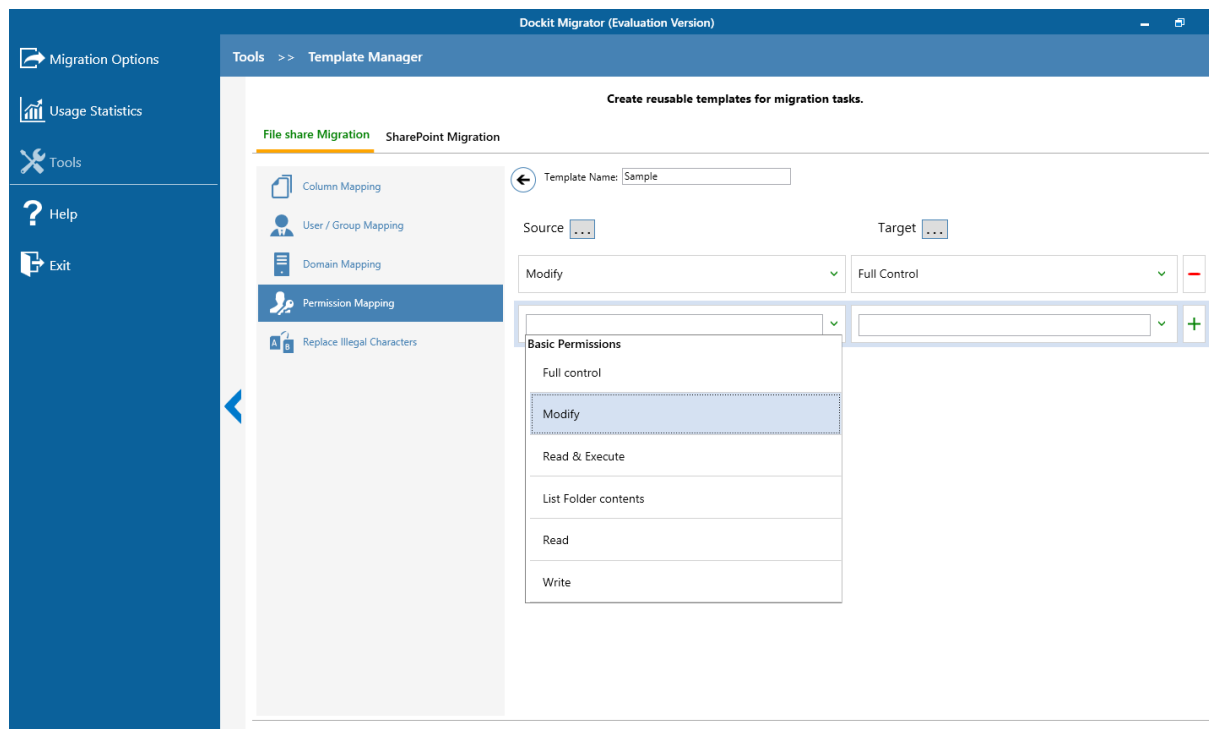 Dockit Migrator (Evaluation Version)
Migration Options
Usage Statistics
Tools
Help
Exit
Tools >> Template Manager
Create reusable templates for migration tasks.
File share Migration SharePoint Migration
Column Mapping
User / Group Mapping
Domain Mapping
Permission Mapping
Replace Illegal Characters
Template Name: Sample
Source ... Target ...
Modify Full Control
Basic Permissions
Full control
Modify
Read & Execute
List Folder contents
Read
Write